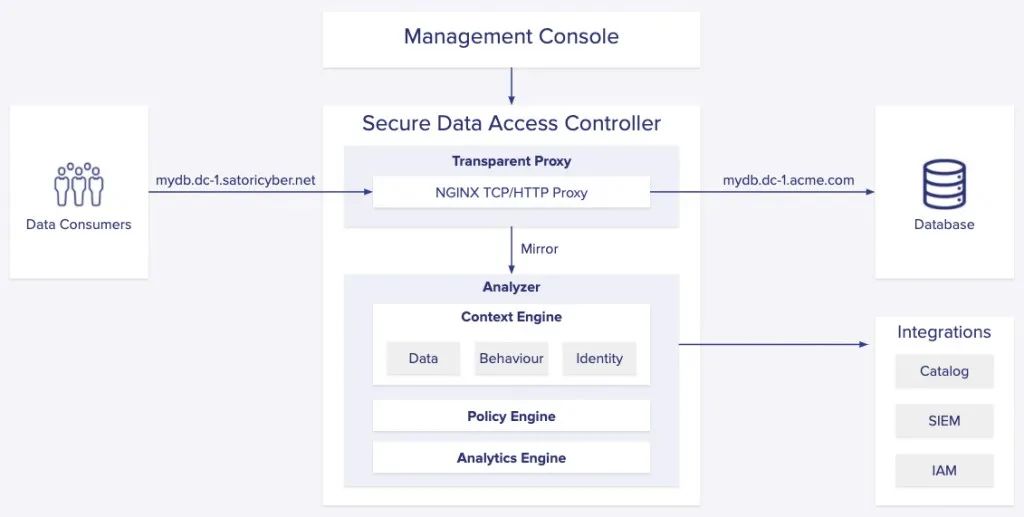 Management Console
Secure Data Access Controller
Transparent Proxy
NGINX TCP/HTTP Proxy
mydb.dc-1.satoricyber.net
mydb.dc-1.acme.com
Data Consumers
Database
Mirror
Analyzer
Context Engine
Data
Behaviour
Identity
Policy Engine
Analytics Engine
Integrations
Catalog
SIEM
IAM